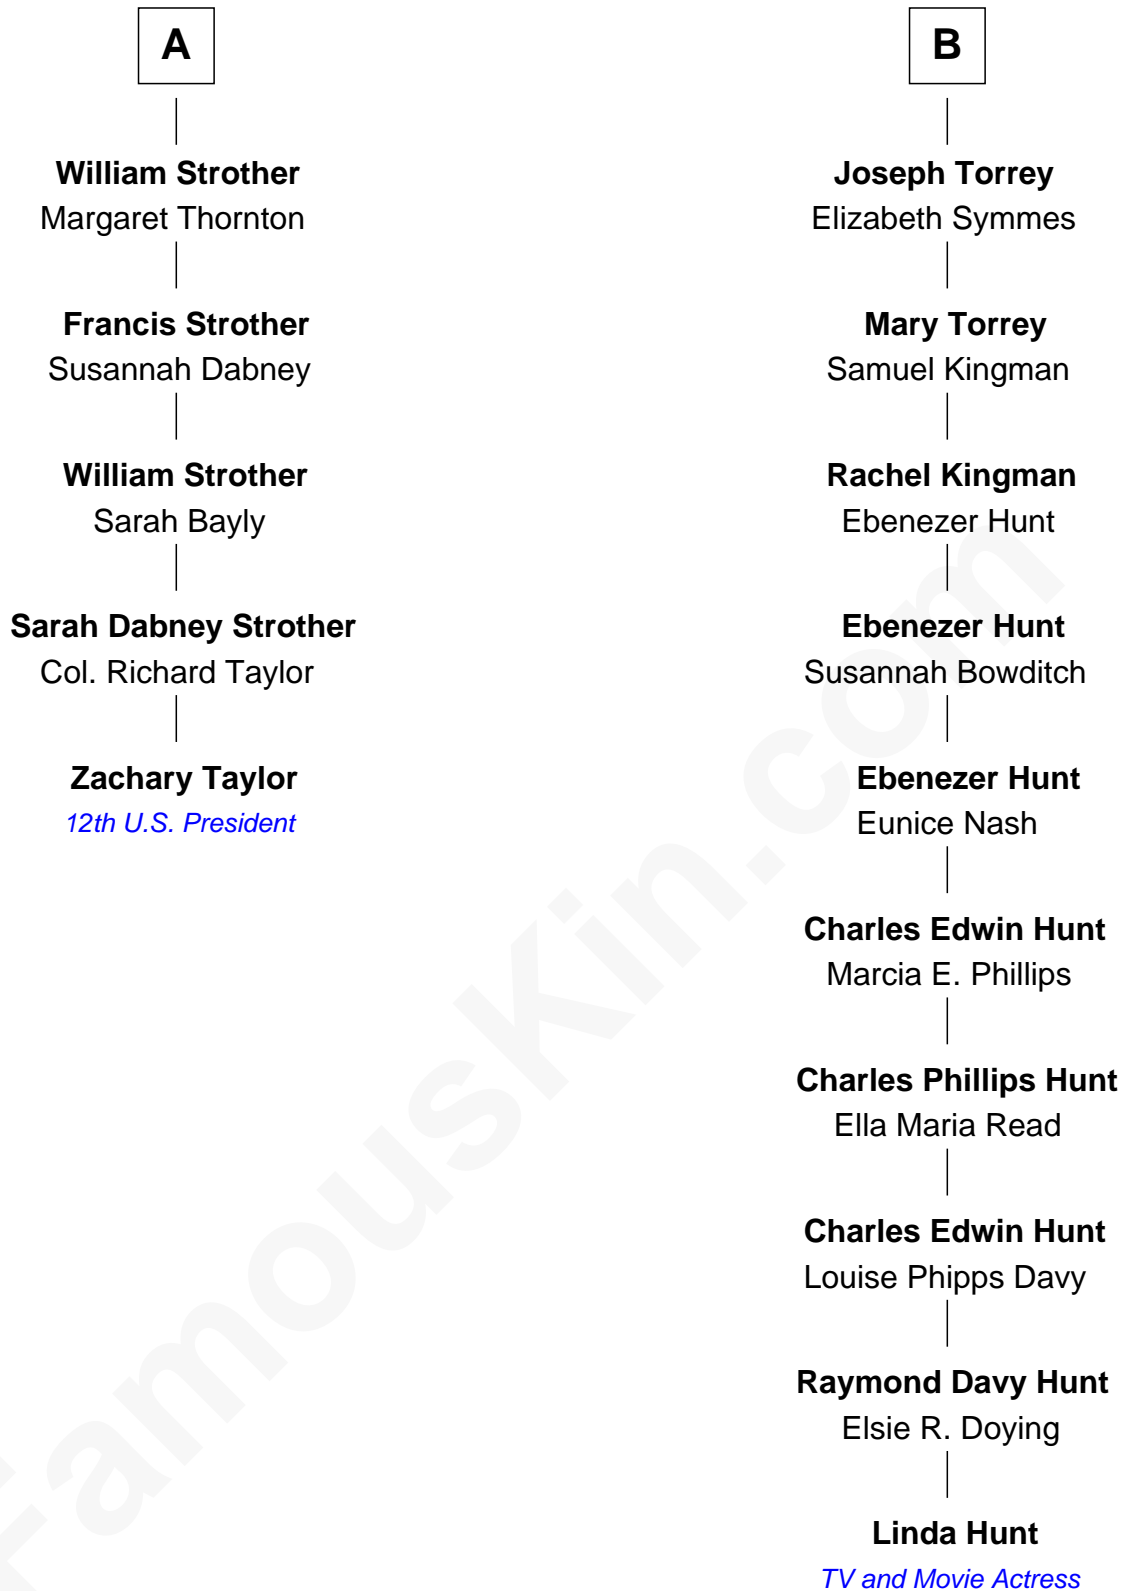 A
William Strother
Margaret Thornton
Francis Strother
Susannah Dabney
William Strother
Sarah Bayly
Sarah Dabney Strother
Col. Richard Taylor
Zachary Taylor
12th U.S. President
B
Joseph Torrey
Elizabeth Symmes
Mary Torrey
Samuel Kingman
Rachel Kingman
Ebenezer Hunt
Ebenezer Hunt
Susannah Bowditch
Ebenezer Hunt
Eunice Nash
Charles Edwin Hunt
Marcia E. Phillips
Charles Phillips Hunt
Ella Maria Read
Charles Edwin Hunt
Louise Phipps Davy
Raymond Davy Hunt
Elsie R. Doying
Linda Hunt
TV and Movie Actress
FamousKin.com